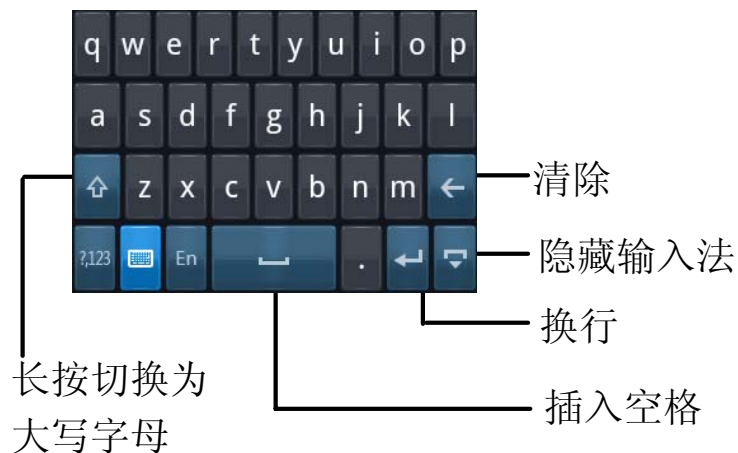 q w e r t y u i o p
a s d f g h j k l
z x c v b n m
清除
?,123 En .
隐藏输入法
换行
长按切换为
大写字母
插入空格